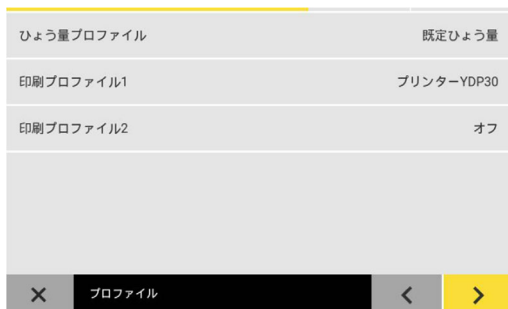 ひょう量プロファイル 既定ひょう量
印刷プロファイル1 プリンターYDP30
印刷プロファイル2 オフ
プロファイル